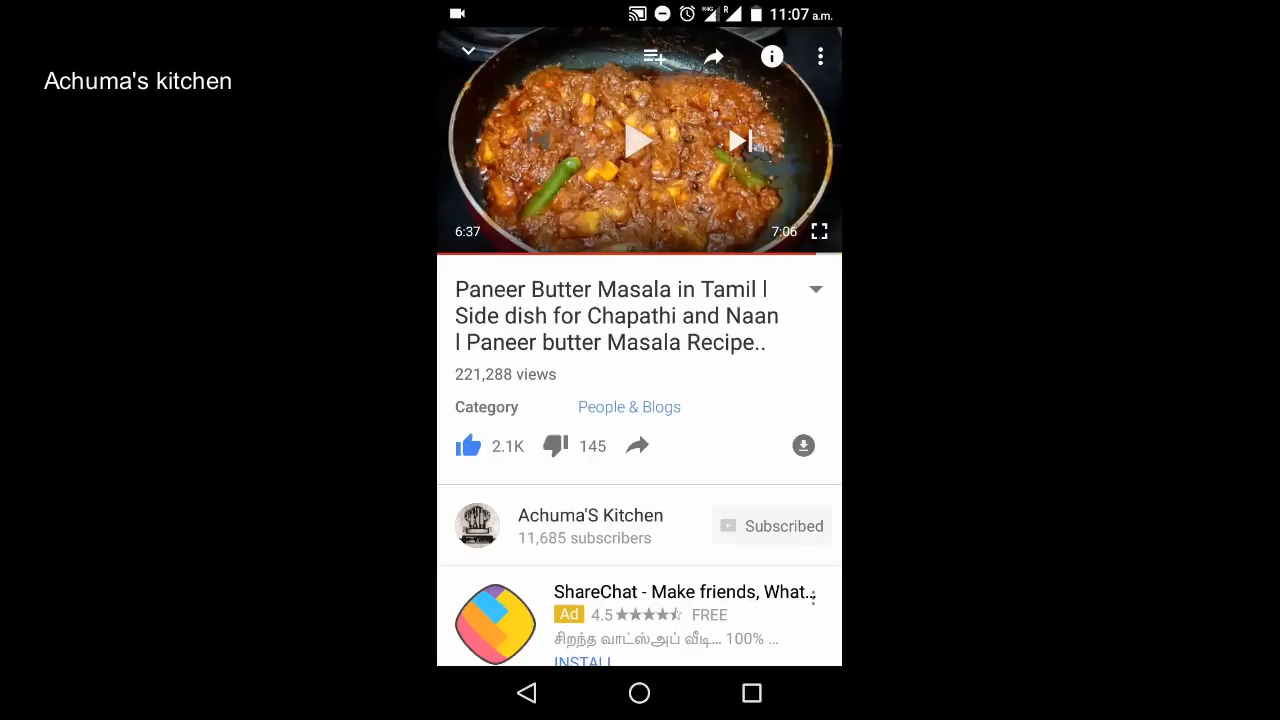 11:07 a.m.
Achuma's kitchen
6:37
7:06
Paneer Butter Masala in Tamil l
Side dish for Chapathi and Naan
l Paneer butter Masala Recipe..
221,288 views
Category People & Blogs
2.1K 145
Achuma'S Kitchen
11,685 subscribers
Subscribed
ShareChat - Make friends, What..
Ad 4.5 FREE
சிறந்த வாட்ஸ்அப் வீடி... 100% ...
INSTALL